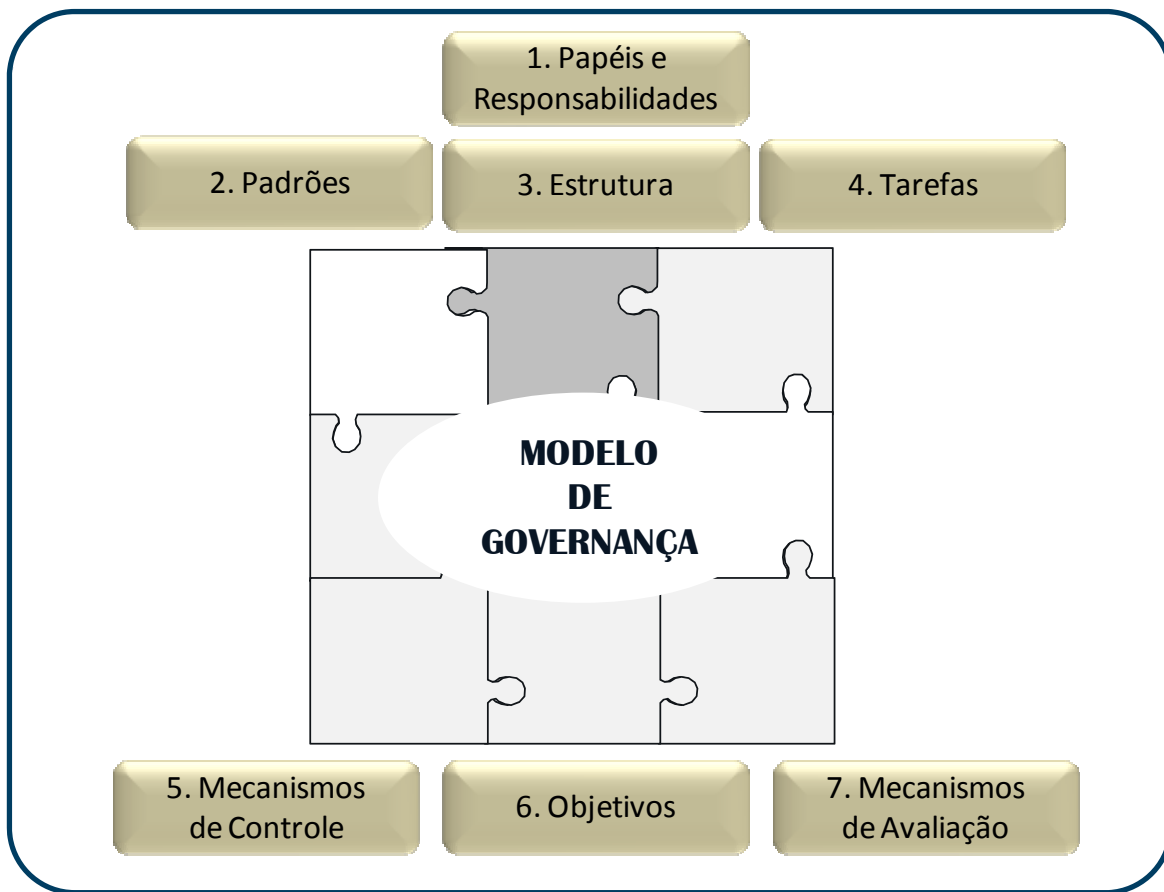 1. Papéis e
Responsabilidades
2. Padrões
3. Estrutura
4. Tarefas
MODELO
DE
GOVERNANÇA
5. Mecanismos
de Controle
6. Objetivos
7. Mecanismos
de Avaliação